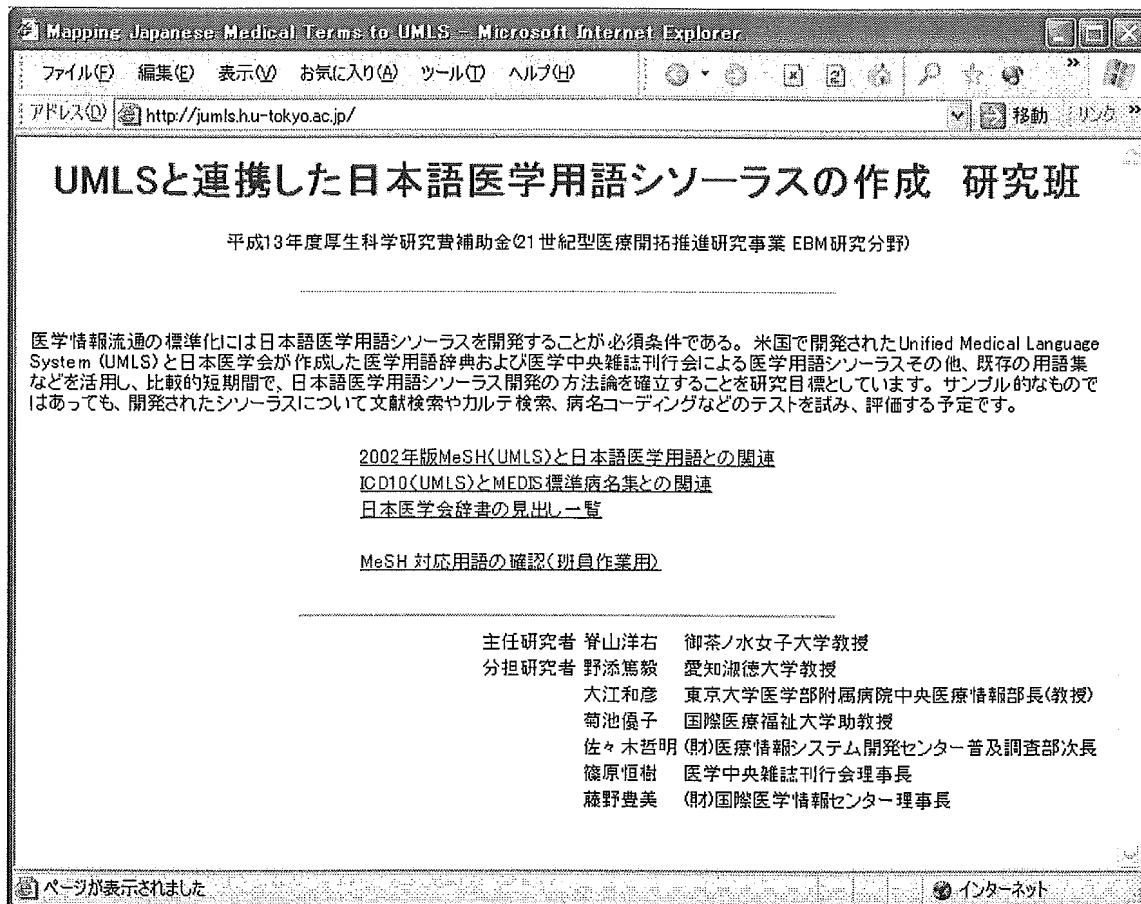 Mapping Japanese Medical Terms to UMLS - Microsoft Internet Explorer
ファイル(F) 編集(E) 表示(V) お気に入り(A) ツール(T) ヘルプ(H) »
アドレス(D) http://jumls.h.u-tokyo.ac.jp/ 移動 リンク »
UMLSと連携した日本語医学用語シソーラスの作成 研究班
平成13年度厚生科学研究費補助金(21世紀型医療開拓推進研究事業 EBM研究分野)
医学情報流通の標準化には日本語医学用語シソーラスを開発することが必須条件である。米国で開発されたUnified Medical Language
System (UMLS) と日本医学会が作成した医学用語辞典および医学中央雑誌刊行会による医学用語シソーラスその他、既存の用語集
などを活用し、比較的短期間で、日本語医学用語シソーラス開発の方法論を確立することを研究目標としています。サンプル的なもので
はあっても、開発されたシソーラスについて文献検索やカルテ検索、病名コーディングなどのテストを試み、評価する予定です。
2002年版MeSH(UMLS)と日本語医学用語との関連
ICD10(UMLS)とMEDIS標準病名集との関連
日本医学会辞書の見出し一覧
MeSH 対応用語の確認(班員作業用)
主任研究者 脊山洋右 御茶ノ水女子大学教授
分担研究者 野添篤毅 愛知淑徳大学教授
大江和彦 東京大学医学部附属病院中央医療情報部長(教授)
菊池優子 国際医療福祉大学助教授
佐々木哲明 (財)医療情報システム開発センター普及調査部次長
篠原恒樹 医学中央雑誌刊行会理事長
藤野豊美 (財)国際医学情報センター理事長
ページが表示されました インターネット